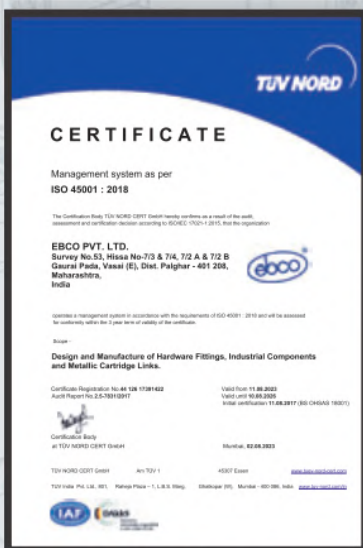 TÜV NORD
CERTIFICATE
Management system as per
ISO 45001 : 2018
The Certification Body TÜV NORD CERT GmbH hereby confirms as a result of the audit,
assessment and certification decision according to ISO/IEC 17021-1:2015, that the organization
EBCO PVT. LTD.
Survey No.53, Hissa No-7/3 & 7/4, 7/2 A & 7/2 B
Gaurai Pada, Vasai (E), Dist. Palghar - 401 208,
Maharashtra,
India
ebco
operates a management system in accordance with the requirements of ISO 45001 : 2018 and will be assessed
for conformity within the 3 year term of validity of the certificate.
Scope -
Design and Manufacture of Hardware Fittings, Industrial Components
and Metallic Cartridge Links.
Certificate Registration No.44 126 17391422
Audit Report No.2.5-7031/2017
Valid from 11.08.2023
Valid until 10.08.2026
Initial certification 11.08.2017 (BS OHSAS 18001)
Certification Body
at TÜV NORD CERT GmbH
Mumbai, 02.08.2023
TÜV NORD CERT GmbH Am TÜV 1 45307 Essen www.tuev-nord-cert.com
TÜV India Pvt. Ltd., 801, Raheja Plaza – 1, L.B.S. Marg, Ghatkopar (W), Mumbai - 400 086, India
IAF
DAkkS